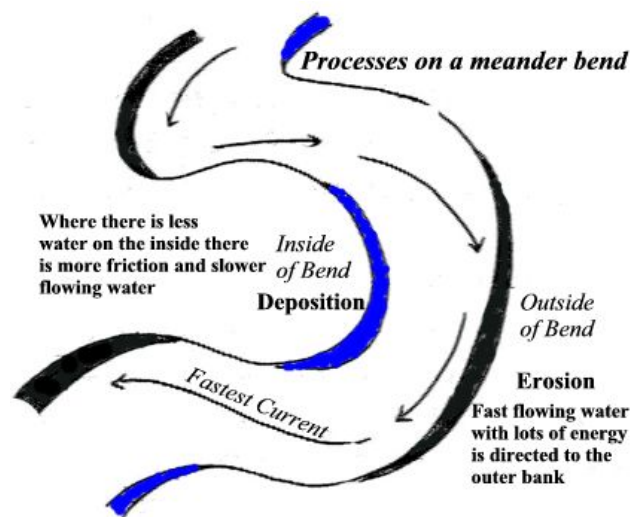 Processes on a meander bend
Where there is less
water on the inside there
is more friction and slower
flowing water
Inside
of Bend
Deposition
Outside
of Bend
Erosion
Fast flowing water
with lots of energy
is directed to the
outer bank
Fastest Current